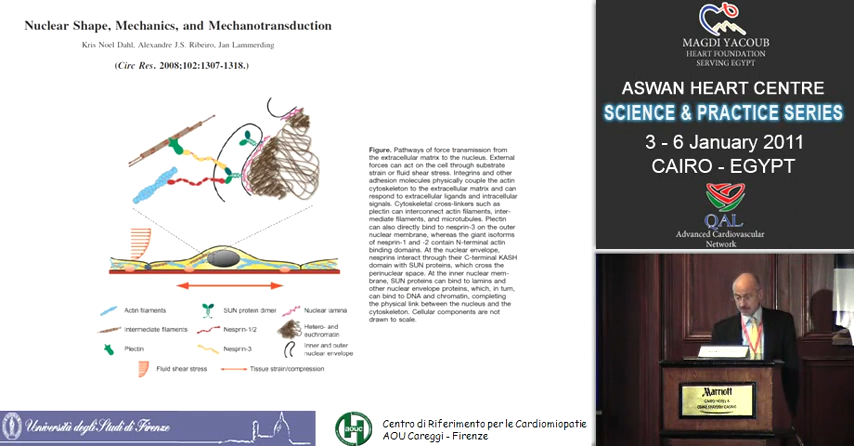 Nuclear Shape, Mechanics, and Mechanotransduction
Kris Noel Dahl, Alexandre J.S. Ribeiro, Jan Lammerding
(Circ Res. 2008;102:1307-1318.)
Figure. Pathways of force transmission from
the extracellular matrix to the nucleus. External
forces can act on the cell through substrate
strain or fluid shear stress. Integrins and other
adhesion molecules physically couple the actin
cytoskeleton to the extracellular matrix and can
respond to extracellular ligands and intracellular
signals. Cytoskeletal cross-linkers such as
plectin can interconnect actin filaments, inter-
mediate filaments, and microtubules. Plectin
can also directly bind to nesprin-3 on the outer
nuclear membrane, whereas the giant isoforms
of nesprin-1 and -2 contain N-terminal actin
binding domains. At the nuclear envelope,
nesprins interact through their C-terminal KASH
domain with SUN proteins, which cross the
perinuclear space. At the inner nuclear mem-
brane, SUN proteins can bind to lamins and
other nuclear envelope proteins, which, in turn,
can bind to DNA and chromatin, completing
the physical link between the nucleus and the
cytoskeleton. Cellular components are not
drawn to scale.
Actin filaments
SUN protein dimer
Nuclear lamina
Intermediate filaments
Nesprin-1/2
Hetero- and
euchromatin
Plectin
Nesprin-3
Inner and outer
nuclear envelope
Fluid shear stress
Tissue strain/compression
Università degli Studi di Firenze
aouc
Centro di Riferimento per le Cardiomiopatie
AOU Careggi - Firenze
MAGDI YACOUB
HEART FOUNDATION
SERVING EGYPT
ASWAN HEART CENTRE
SCIENCE & PRACTICE SERIES
3 - 6 January 2011
CAIRO - EGYPT
QAL
Advanced Cardiovascular
Network
Marriott